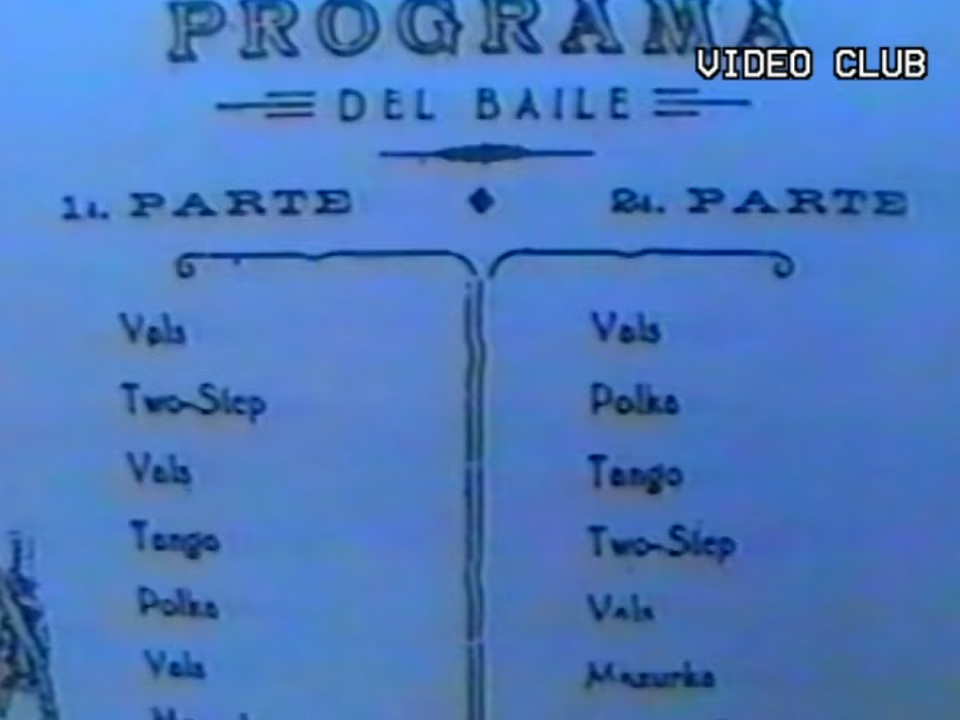 PROGRAMA
VIDEO CLUB
DEL BAILE
1a. PARTE
2a. PARTE
Vals
Two-Step
Vals
Tango
Polka
Vals
Vals
Polka
Tango
Two-Step
Vals
Mazurka